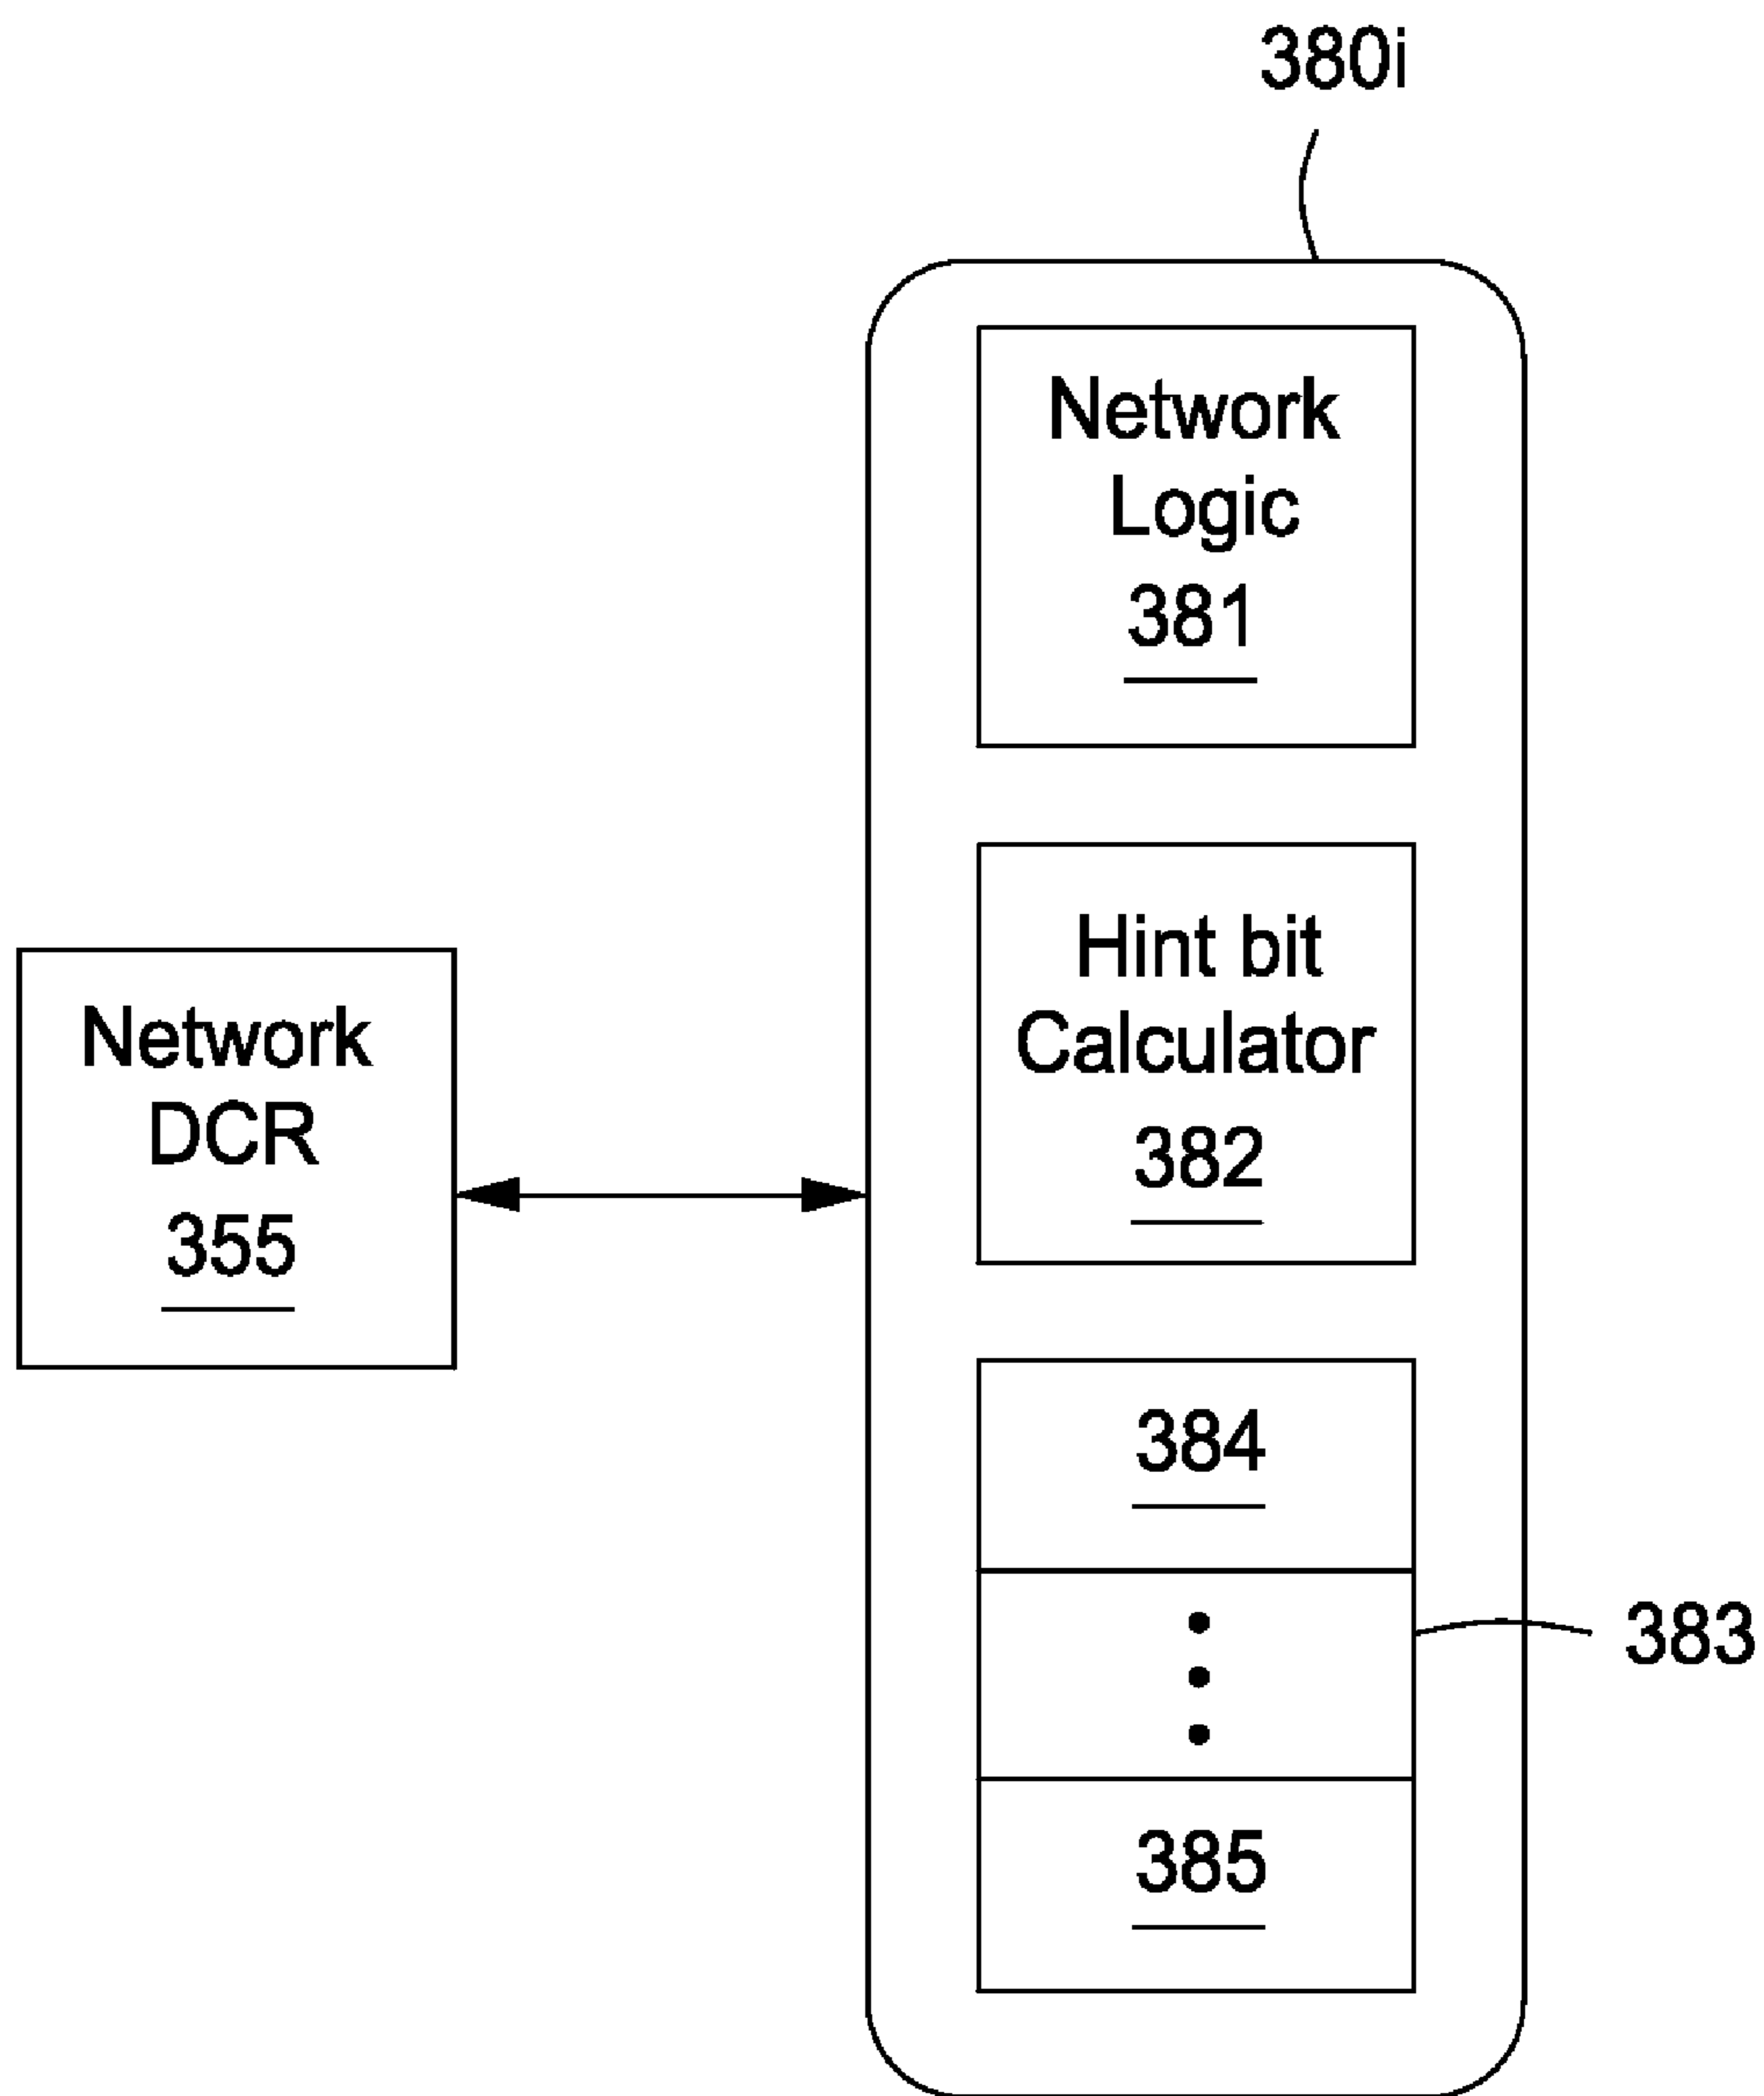 380i
Network
Logic
381
Hint bit
Calculator
382
Network
DCR
355
384
383
385